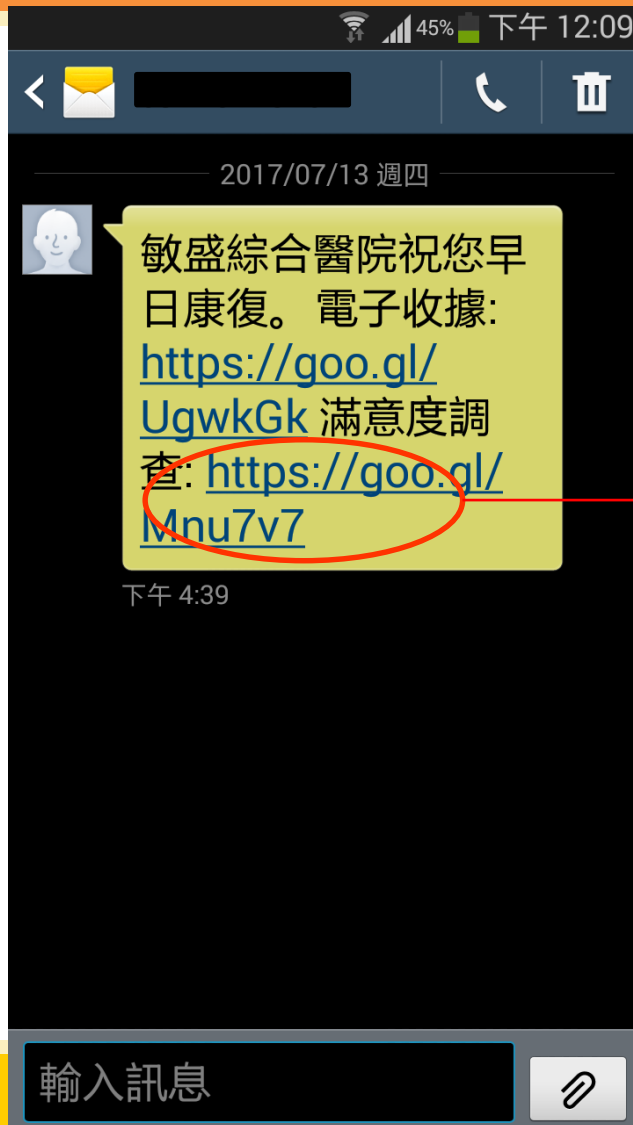 45% 下午 12:09
2017/07/13 週四
敏盛綜合醫院祝您早
日康復。 電子收據:
https://goo.gl/
UgwkGk 滿意度調
查: https://goo.gl/
Mnu7v7
下午 4:39
輸入訊息